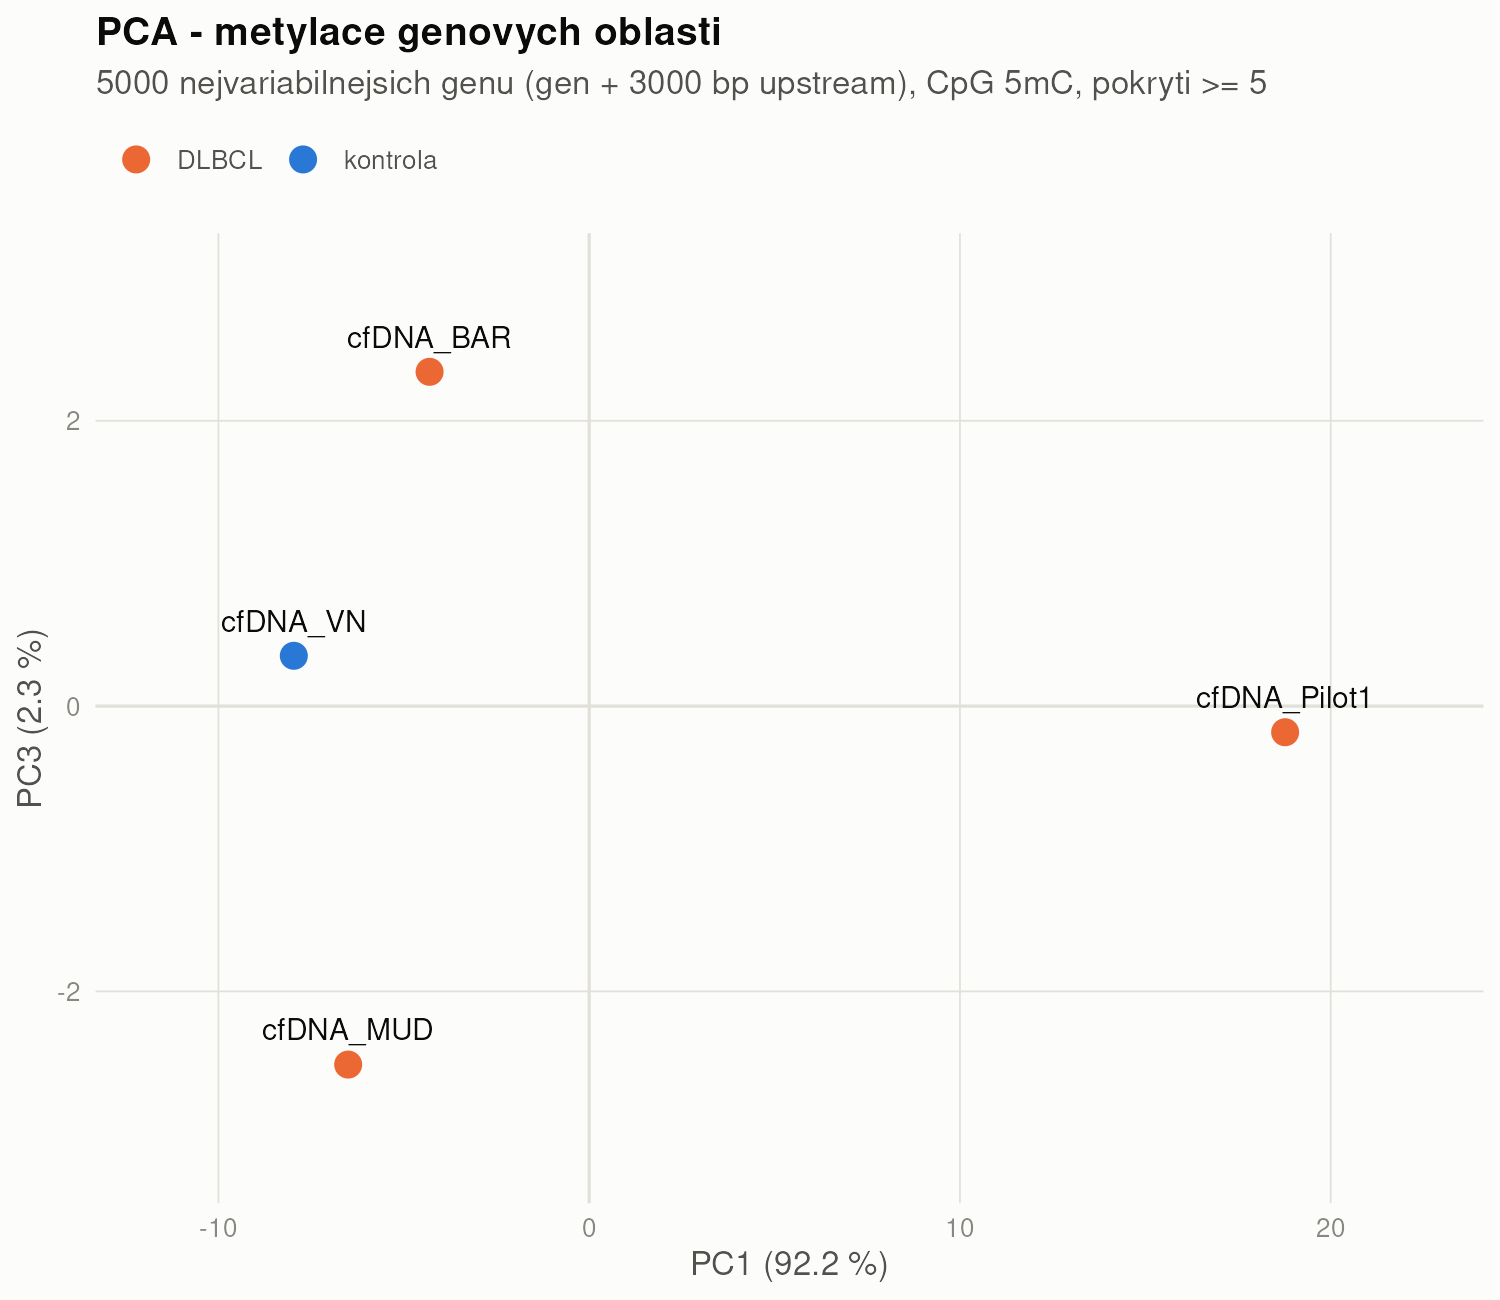 PCA - metylace genovych oblasti
5000 nejvariabilnejsich genu (gen + 3000 bp upstream), CpG 5mC, pokryti >= 5
DLBCL
kontrola
cfDNA_BAR
2
cfDNA_VN
PC3 (2.3 %)
0
cfDNA_Pilot1
-2
cfDNA_MUD
-10
0
10
20
PC1 (92.2 %)